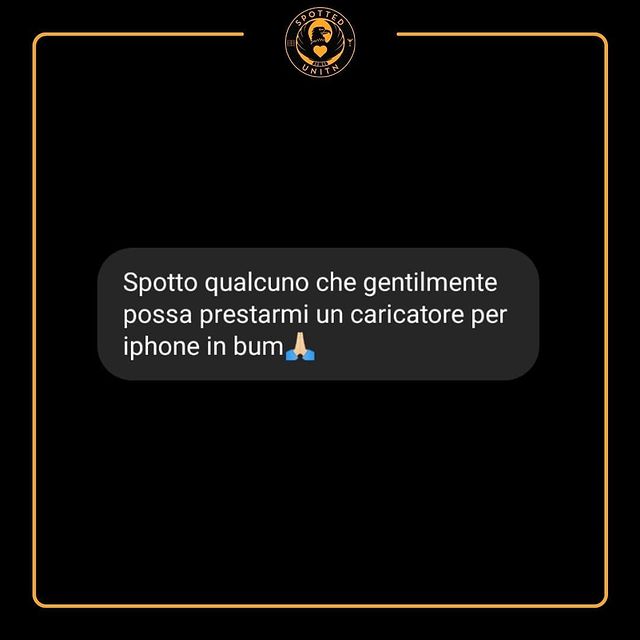 SPOTTED
UNITN
Spotto qualcuno che gentilmente
possa prestarmi un caricatore per
iphone in bum🙏🏻